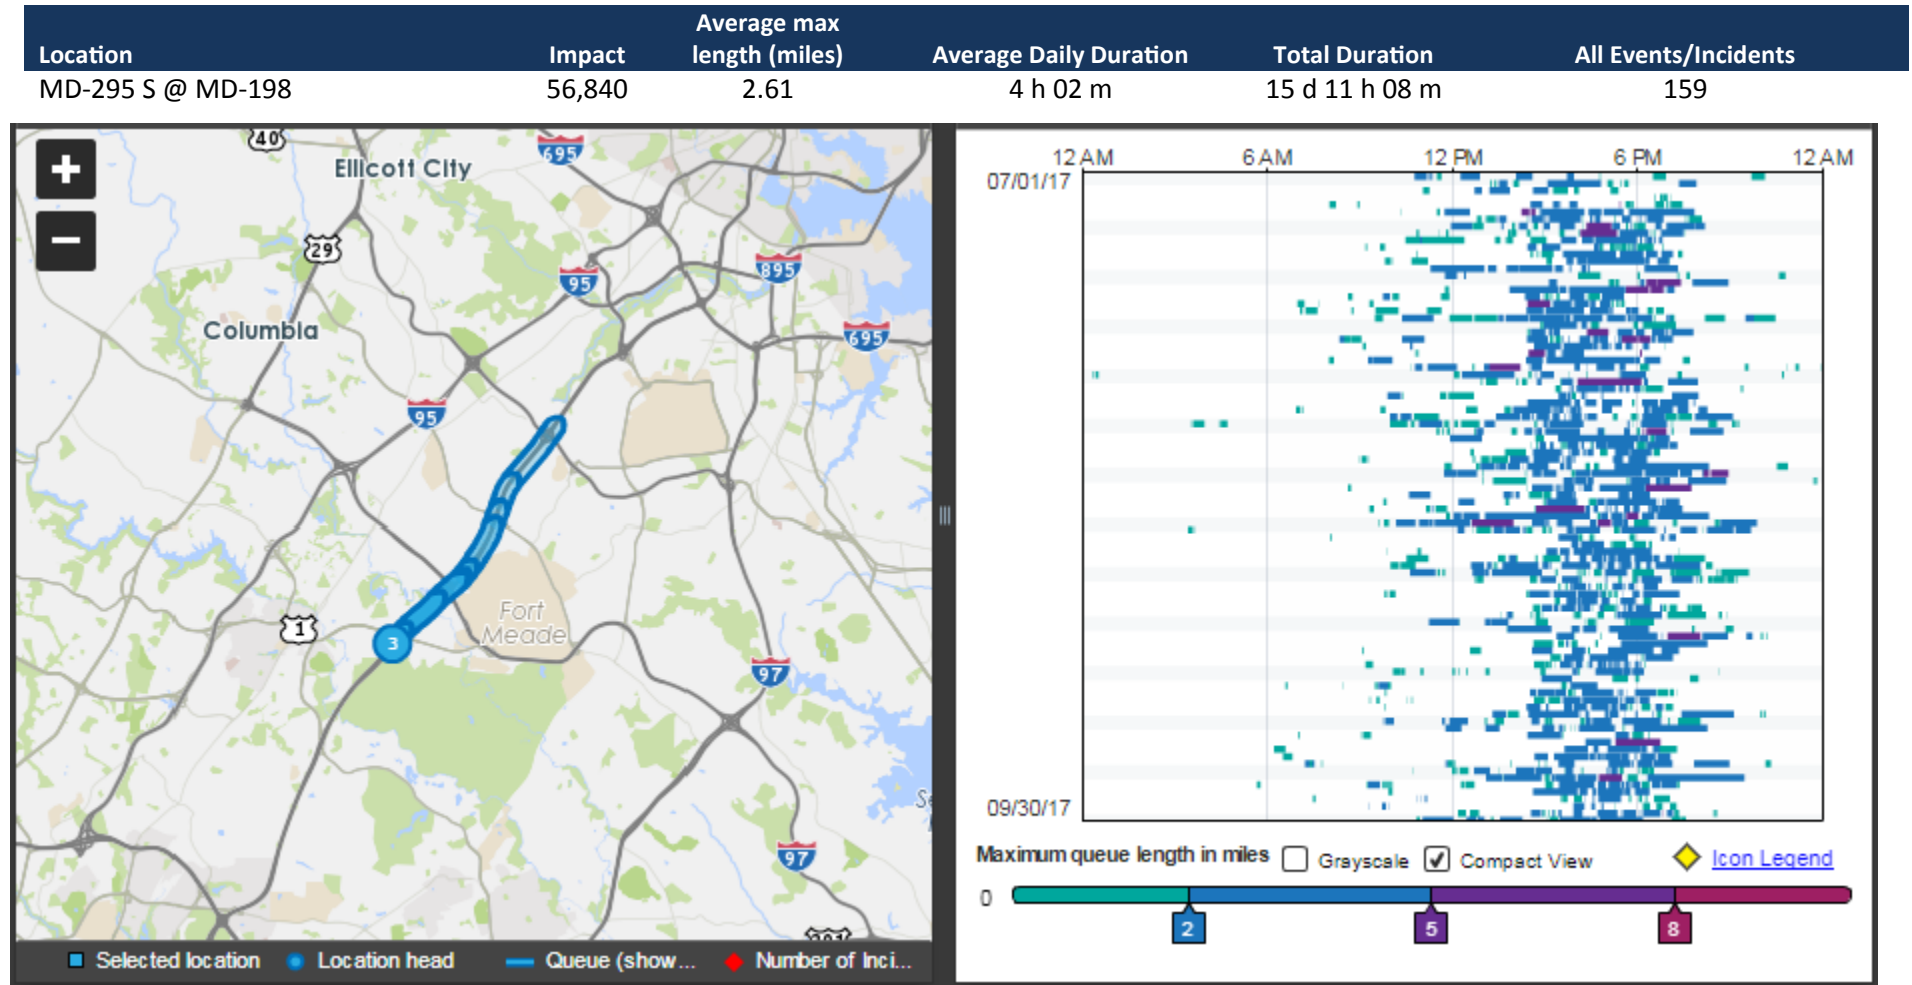 Location Impact Average max length (miles) Average Daily Duration Total Duration All Events/Incidents
MD-295 S @ MD-198 56,840 2.61 4 h 02 m 15 d 11 h 08 m 159
+
−
40
Ellicott City
695
29
95
895
Columbia
695
95
Fort
Meade
1
3
97
97
Selected location Location head Queue (show... Number of Inci...
12 AM 6 AM 12 PM 6 PM 12 AM
07/01/17
09/30/17
Maximum queue length in miles Grayscale Compact View Icon Legend
0
2 5 8